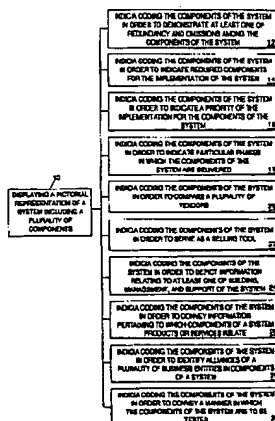 INDICIA CODING THE COMPONENTS OF THE SYSTEM
IN ORDER TO DEMONSTRATE AT LEAST ONE OF
REDUNDANCY AND OMISSIONS AMONG THE
COMPONENTS OF THE SYSTEM
INDICIA CODING THE COMPONENTS OF THE SYSTEM
IN ORDER TO INDICATE REQUIRED COMPONENTS
FOR THE IMPLEMENTATION OF THE SYSTEM
INDICIA CODING THE COMPONENTS OF THE SYSTEM
IN ORDER TO INDICATE A PRIORITY OF THE
IMPLEMENTATION FOR THE COMPONENTS OF THE
SYSTEM
INDICIA CODING THE COMPONENTS OF THE SYSTEM
IN ORDER TO INDICATE PARTICULAR PHASES
IN WHICH THE COMPONENTS OF THE
SYSTEM ARE DELIVERED
DISPLAYING A PICTORIAL
REPRESENTATION OF A
SYSTEM INCLUDING A
PLURALITY OF
COMPONENTS
INDICIA CODING THE COMPONENTS OF THE SYSTEM
IN ORDER TO COMPARE A PLURALITY OF
VENDORS
INDICIA CODING THE COMPONENTS OF THE SYSTEM
IN ORDER TO SERVE AS A SELLING TOOL
INDICIA CODING THE COMPONENTS OF THE
SYSTEM IN ORDER TO DEPICT INFORMATION
RELATING TO AT LEAST ONE OF BUILDING,
MANAGEMENT, AND SUPPORT OF THE SYSTEM
INDICIA CODING THE COMPONENTS OF THE SYSTEM
IN ORDER TO CONVEY INFORMATION
PERTAINING TO WHICH COMPONENTS OF A SYSTEM
PRODUCTS OR SERVICES RELATE
INDICIA CODING THE COMPONENTS OF THE SYSTEM
IN ORDER TO IDENTIFY ALLIANCES OF A
PLURALITY OF BUSINESS ENTITIES IN COMPONENTS
OF A SYSTEM
INDICIA CODING THE COMPONENTS OF THE SYSTEM
IN ORDER TO CONVEY A MANNER IN WHICH
THE COMPONENTS OF THE SYSTEM ARE TO BE
TESTED